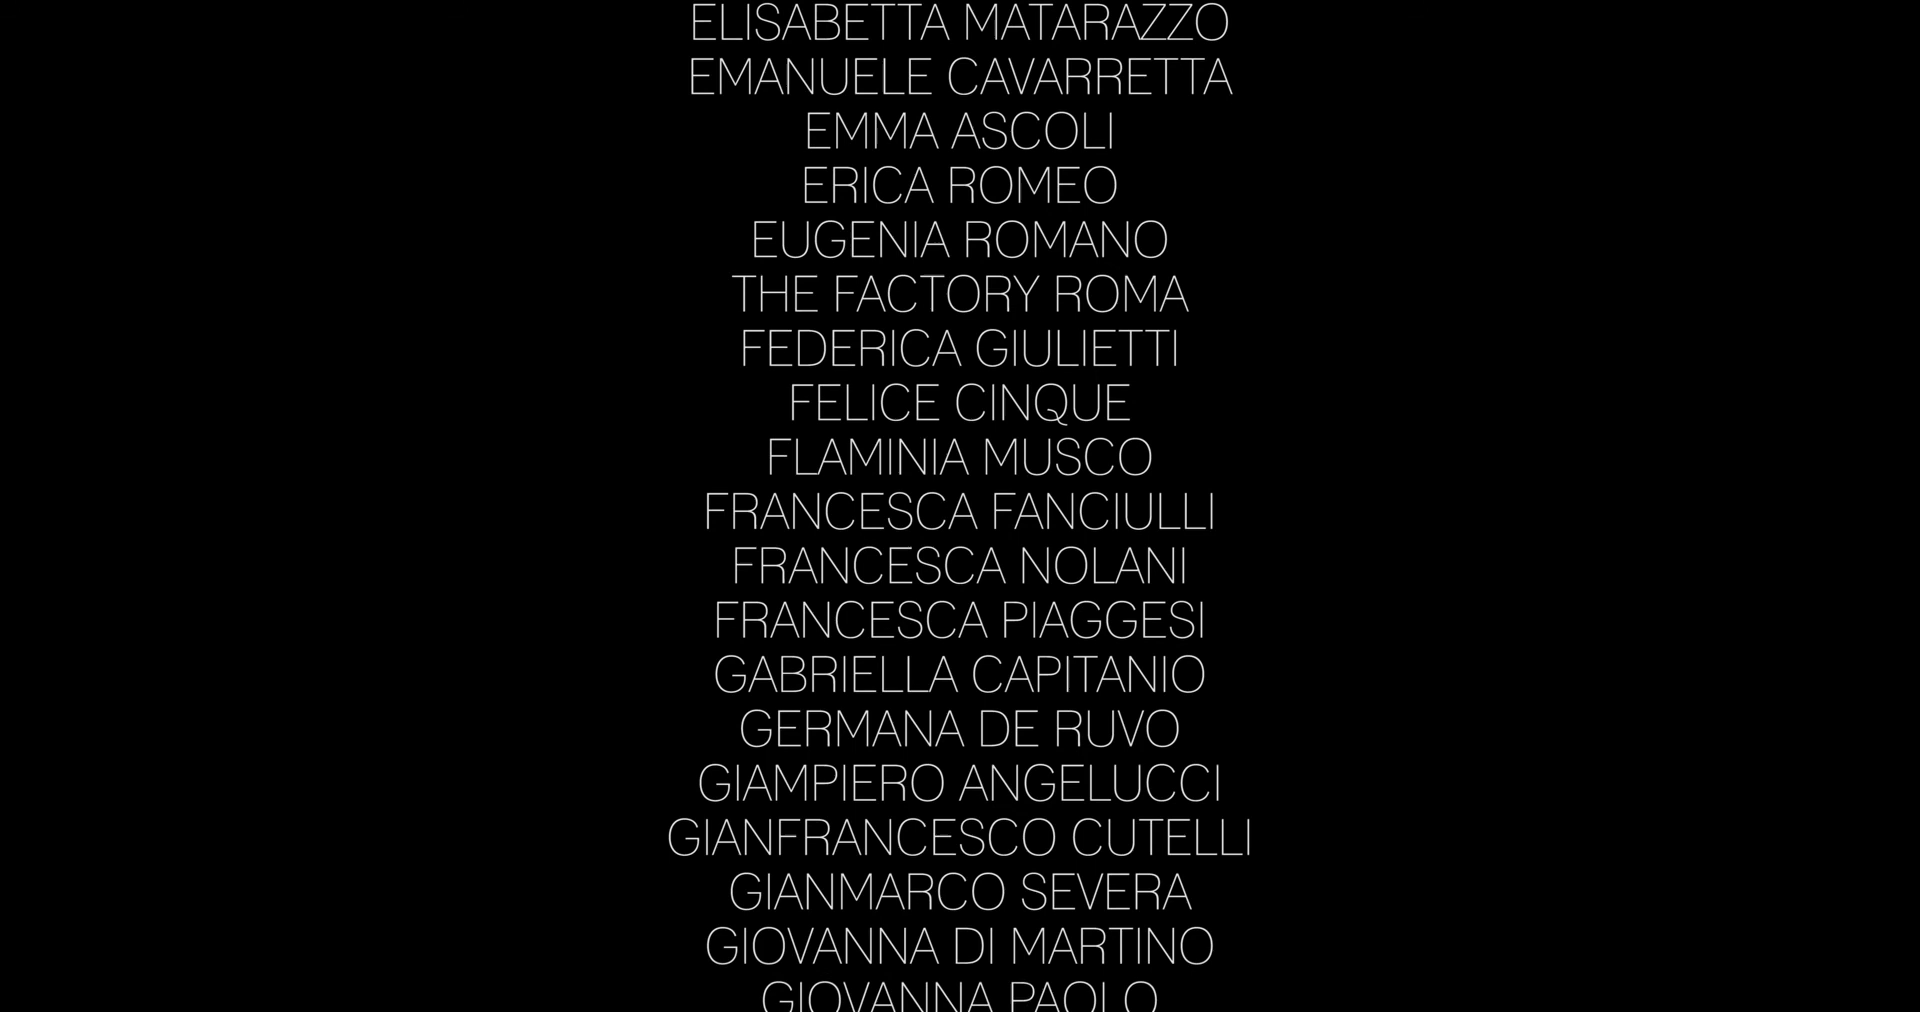 ELISABETTA MATARAZZO
EMANUELE CAVARRETTA
EMMA ASCOLI
ERICA ROMEO
EUGENIA ROMANO
THE FACTORY ROMA
FEDERICA GIULIETTI
FELICE CINQUE
FLAMINIA MUSCO
FRANCESCA FANCIULLI
FRANCESCA NOLANI
FRANCESCA PIAGGESI
GABRIELLA CAPITANIO
GERMANA DE RUVO
GIAMPIERO ANGELUCCI
GIANFRANCESCO CUTELLI
GIANMARCO SEVERA
GIOVANNA DI MARTINO
GIOVANNA PAOLO